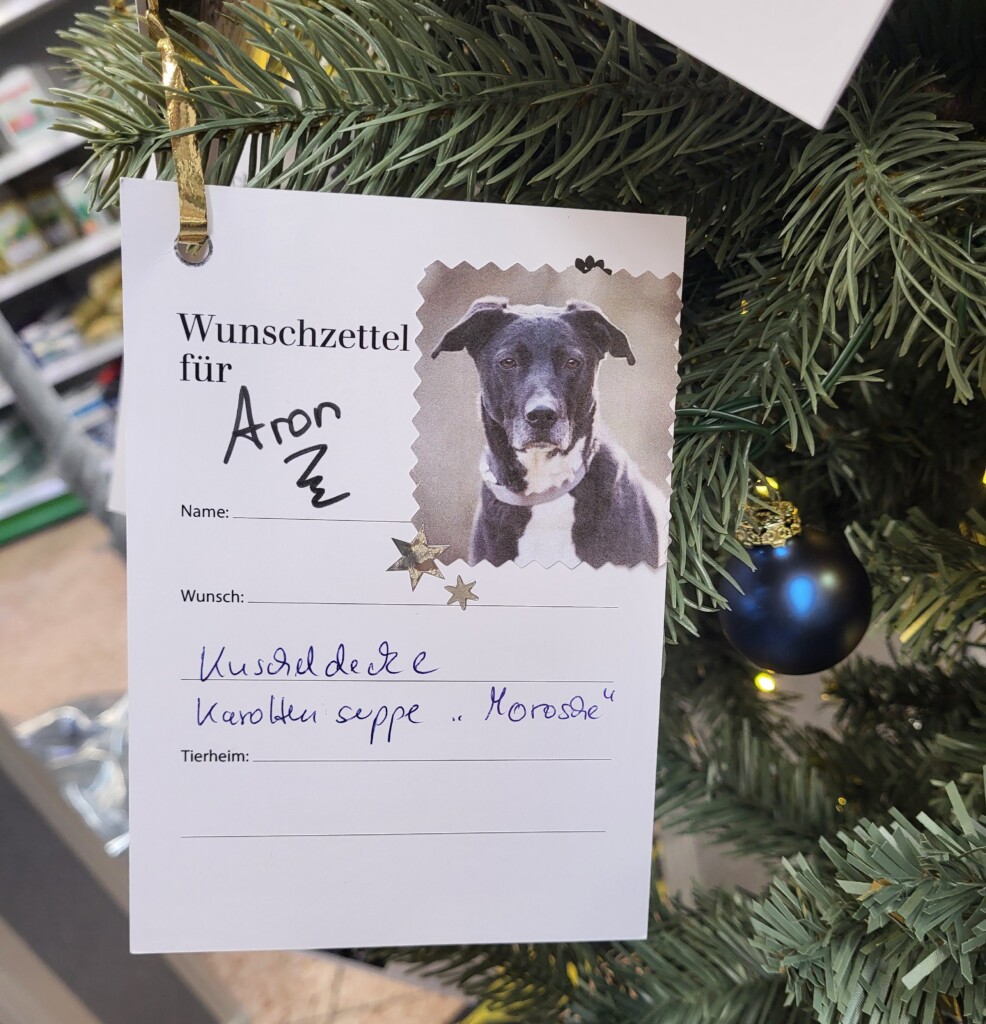 Wunschzettel
für
Aron
Name:
Wunsch:
Kuscheldecke
Karottensuppe „Morosche“
Tierheim: